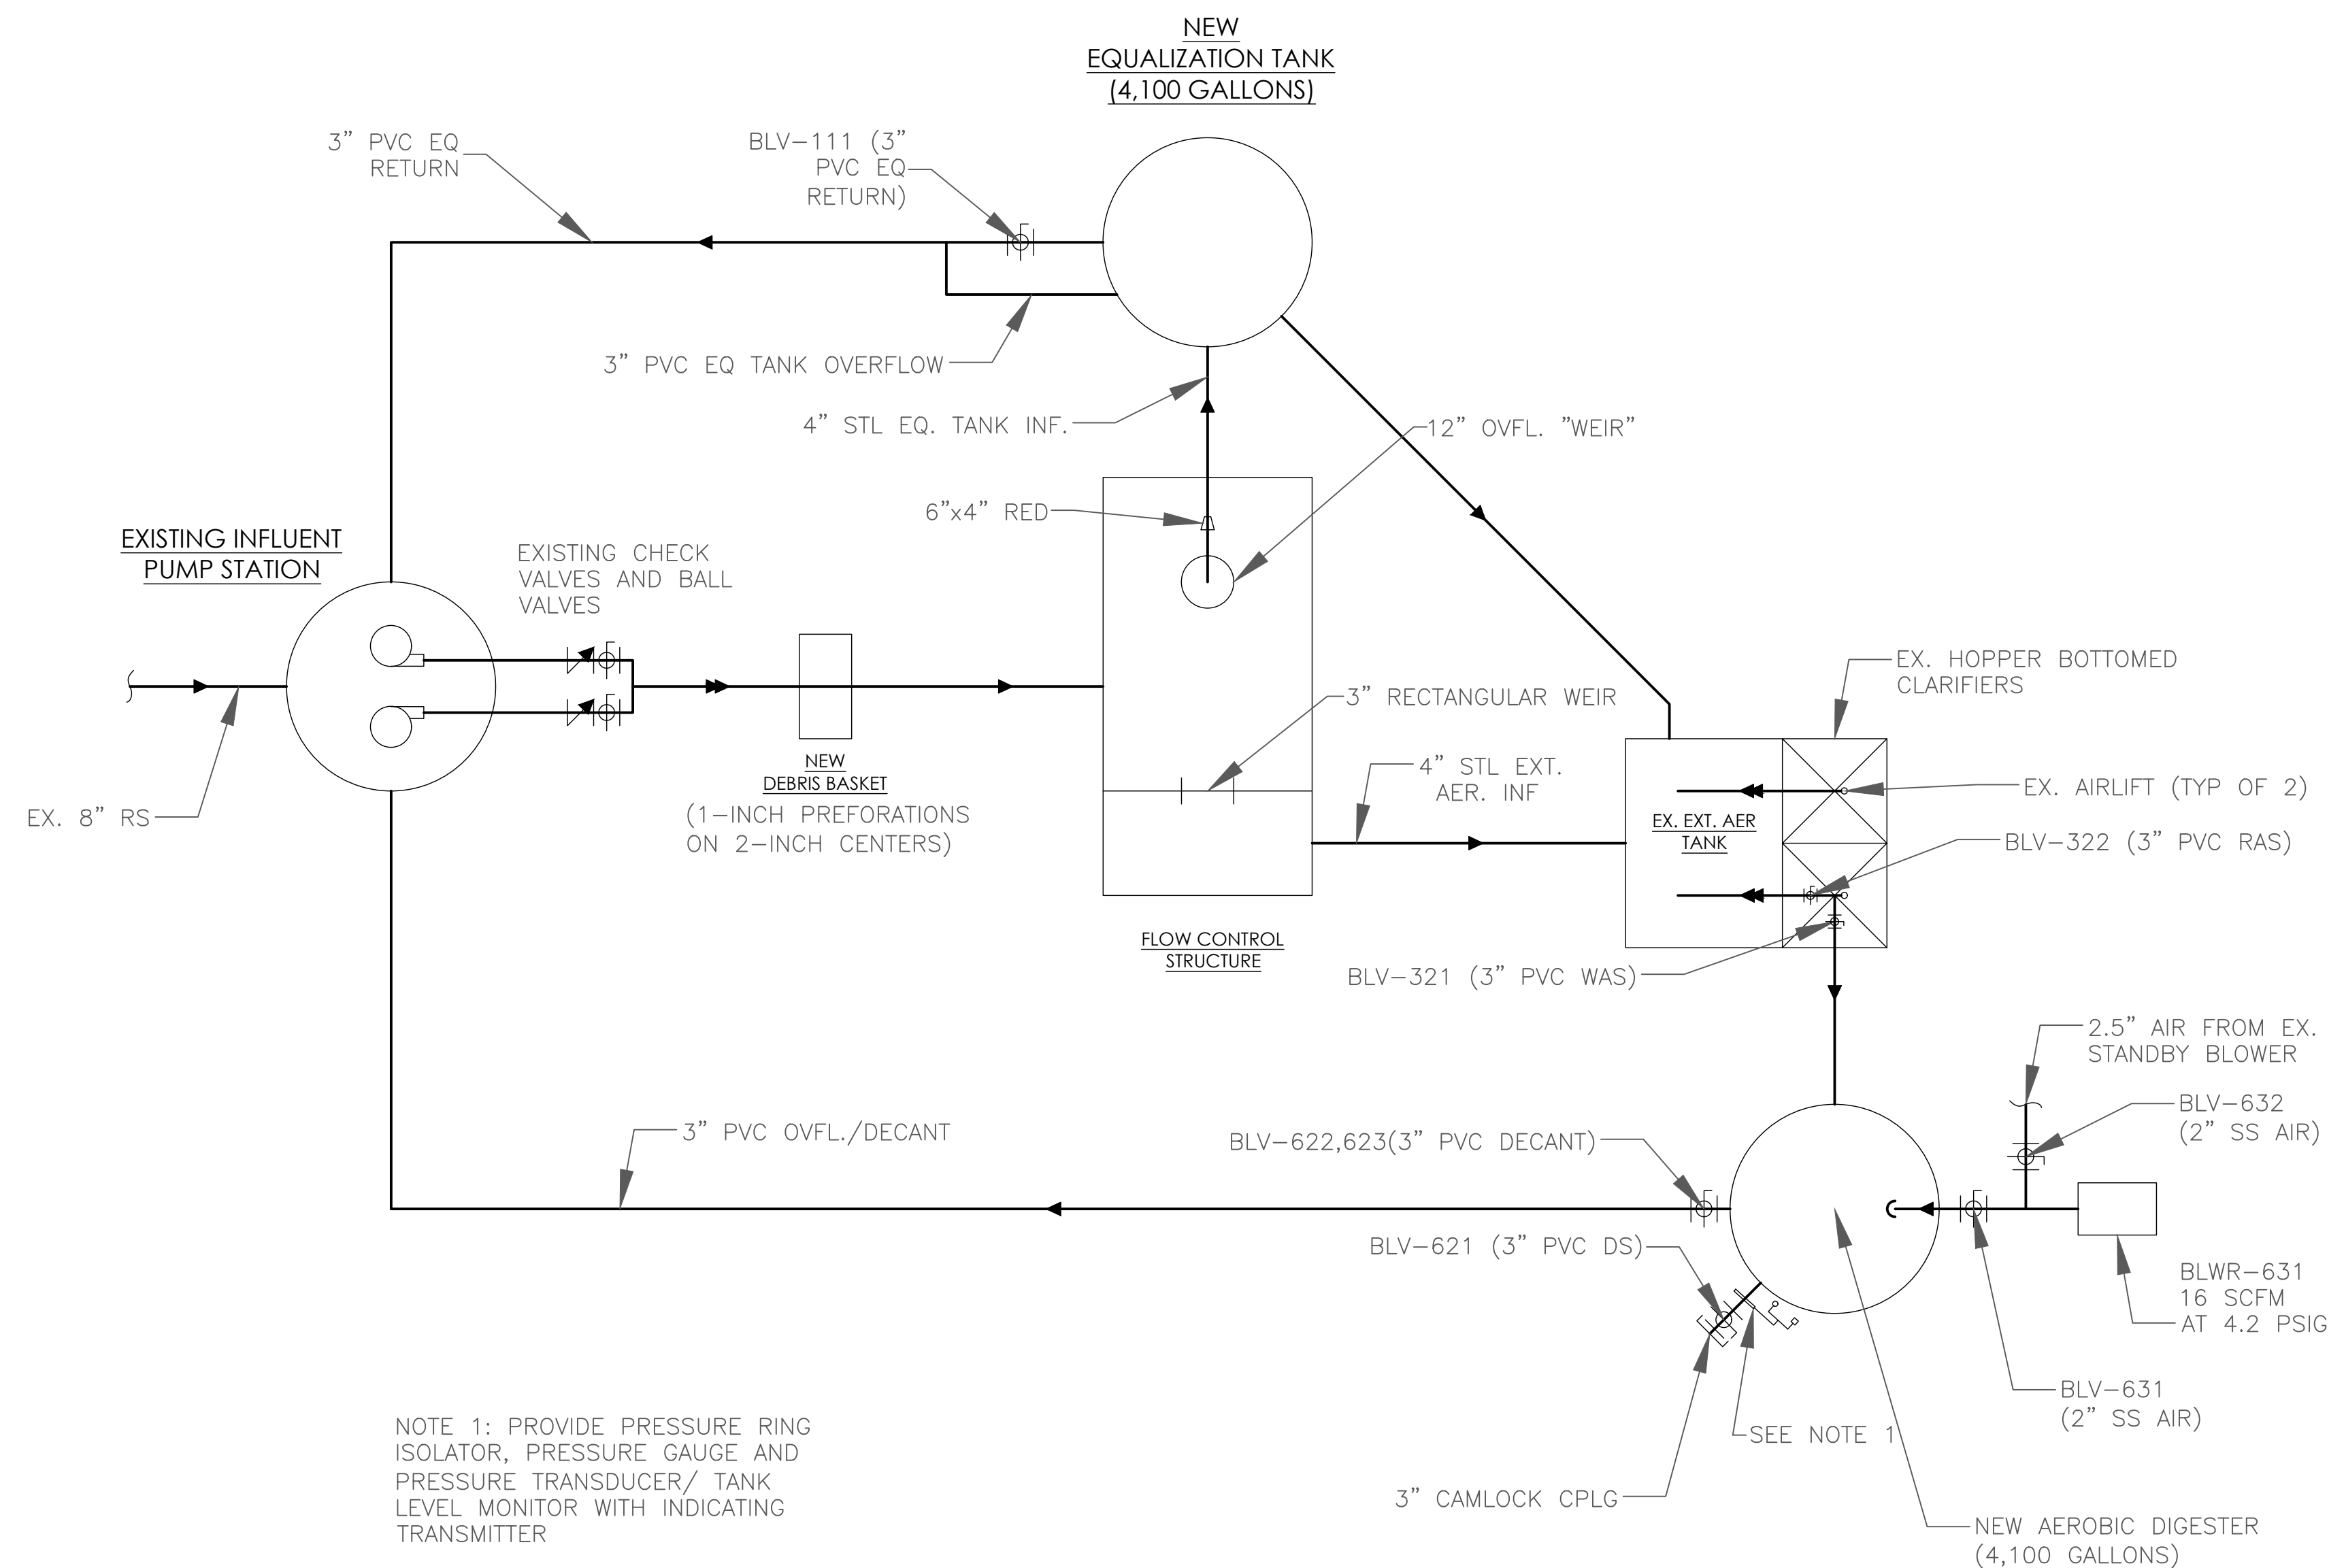 NEW
EQUALIZATION TANK
(4,100 GALLONS)
3” PVC EQ
RETURN
BLV-111 (3”
PVC EQ
RETURN)
3” PVC EQ TANK OVERFLOW
4” STL EQ. TANK INF.
12” OVFL. ”WEIR”
6”x4” RED
EXISTING INFLUENT
PUMP STATION
EXISTING CHECK
VALVES AND BALL
VALVES
EX. HOPPER BOTTOMED
CLARIFIERS
3” RECTANGULAR WEIR
NEW
DEBRIS BASKET
(1-INCH PREFORATIONS
ON 2-INCH CENTERS)
4” STL EXT.
AER. INF
EX. 8” RS
EX. AIRLIFT (TYP OF 2)
EX. EXT. AER
TANK
BLV-322 (3” PVC RAS)
FLOW CONTROL
STRUCTURE
BLV-321 (3” PVC WAS)
2.5” AIR FROM EX.
STANDBY BLOWER
BLV-632
(2” SS AIR)
3” PVC OVFL./DECANT
BLV-622,623(3” PVC DECANT)
BLV-621 (3” PVC DS)
BLWR-631
16 SCFM
AT 4.2 PSIG
BLV-631
(2” SS AIR)
SEE NOTE 1
3” CAMLOCK CPLG
NEW AEROBIC DIGESTER
(4,100 GALLONS)
NOTE 1: PROVIDE PRESSURE RING
ISOLATOR, PRESSURE GAUGE AND
PRESSURE TRANSDUCER/ TANK
LEVEL MONITOR WITH INDICATING
TRANSMITTER